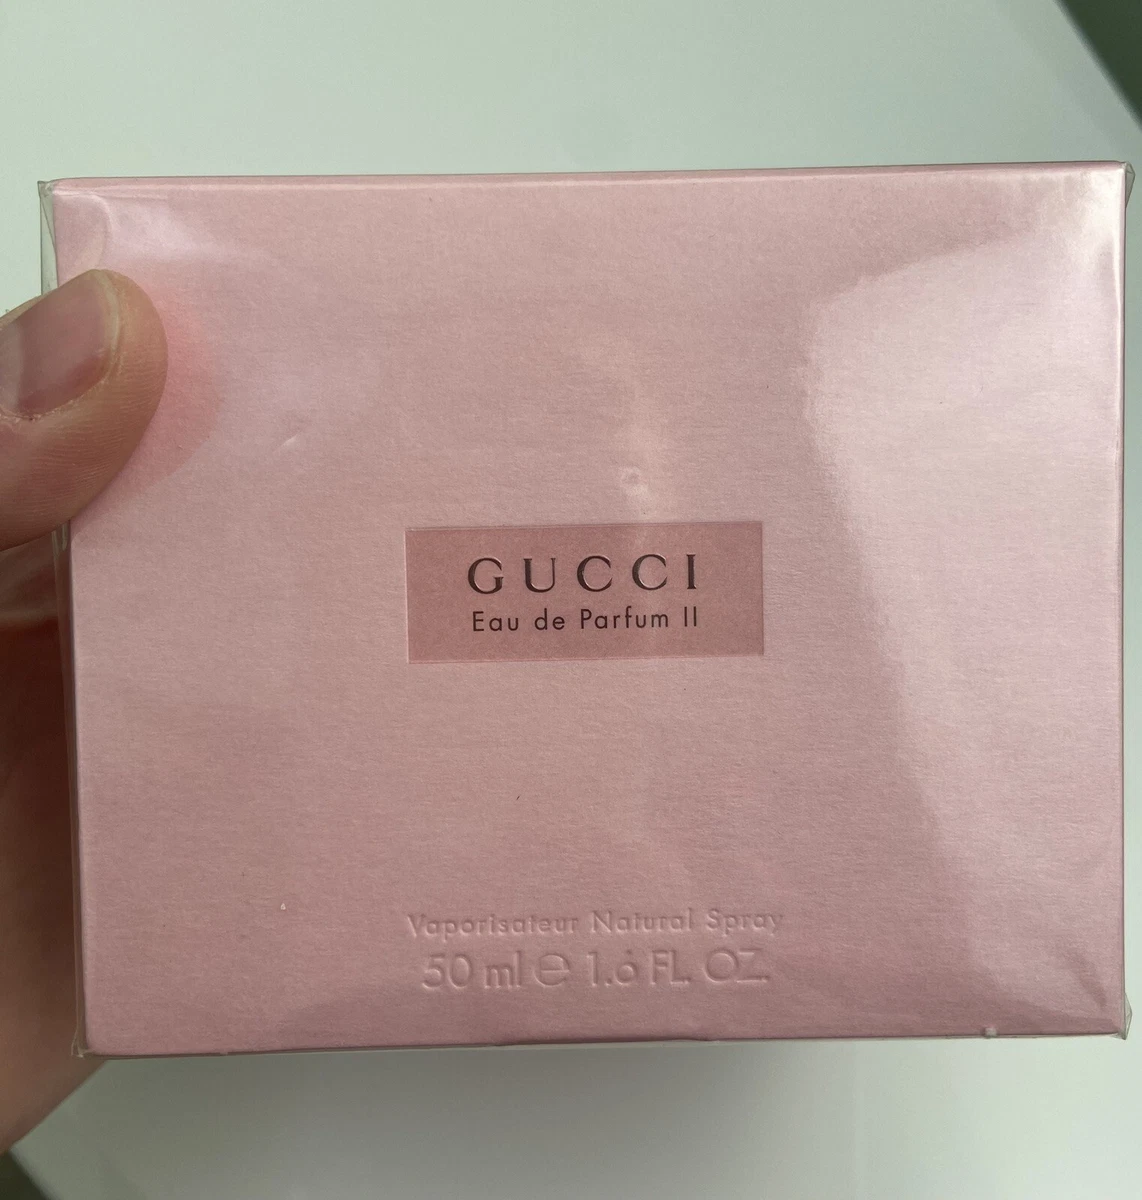 GUCCI
Eau de Parfum II
Vaporisateur Natural Spray
50 ml ℮ 1.6 FL. OZ.